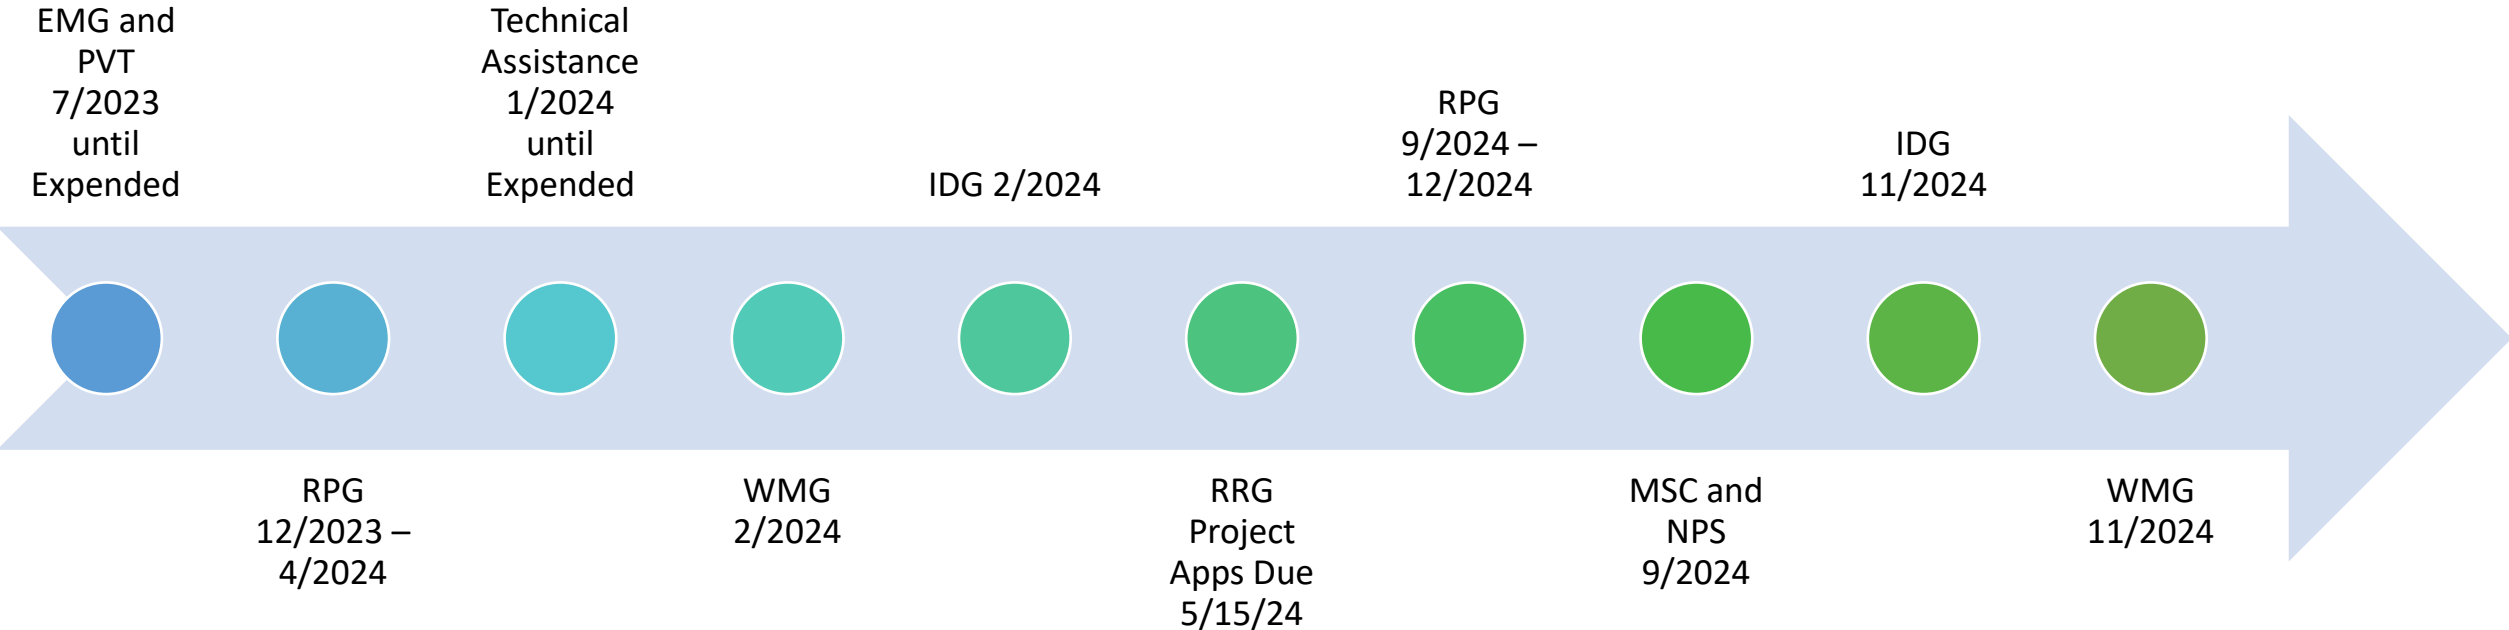 EMG and
PVT
7/2023
until
Expended
RPG
12/2023 –
4/2024
Technical
Assistance
1/2024
until
Expended
WMG
2/2024
IDG 2/2024
RRG
Project
Apps Due
5/15/24
RPG
9/2024 –
12/2024
MSC and
NPS
9/2024
IDG
11/2024
WMG
11/2024